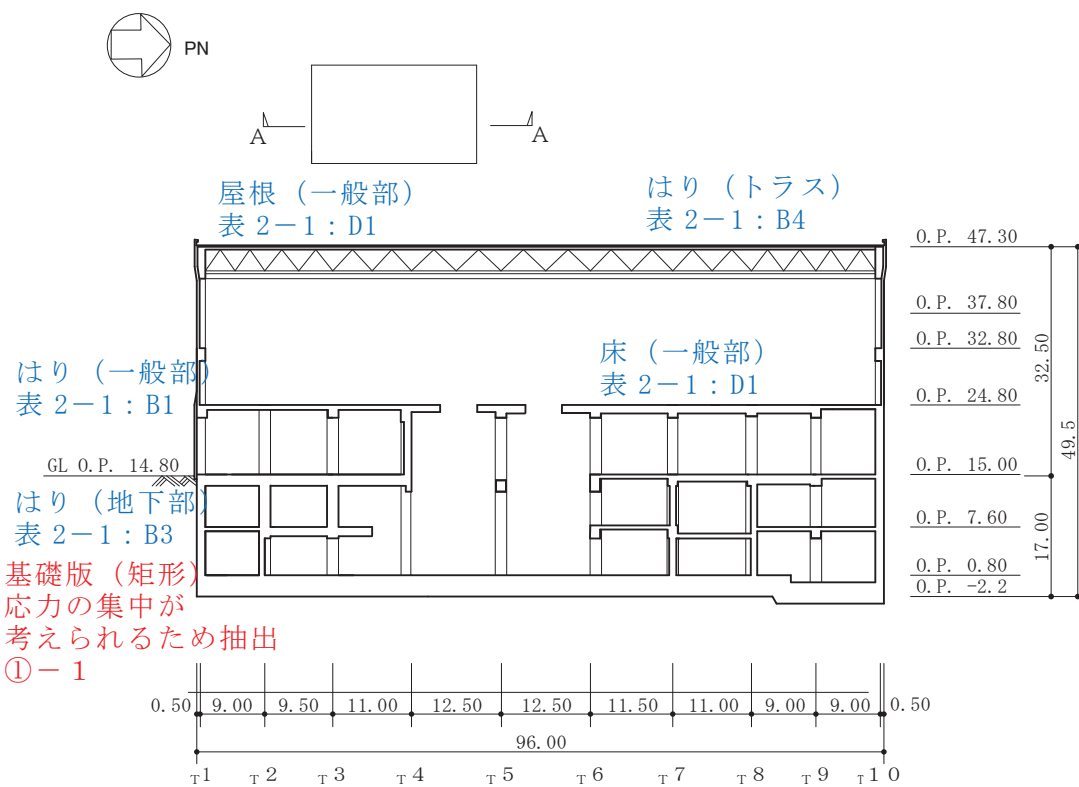 PN
A
A
屋根（一般部）
表 2－1：D1
はり（トラス）
表 2－1：B4
O.P. 47.30
O.P. 37.80
O.P. 32.80
32.50
床（一般部）
表 2－1：D1
はり（一般部）
表 2－1：B1
O.P. 24.80
49.5
GL O.P. 14.80
O.P. 15.00
はり（地下部）
表 2－1：B3
O.P. 7.60
17.00
基礎版（矩形）
応力の集中が
考えられるため抽出
①－1
O.P. 0.80
O.P. -2.2
0.50 9.00 9.50 11.00 12.50 12.50 11.50 11.00 9.00 9.00 0.50
96.00
T1 T2 T3 T4 T5 T6 T7 T8 T9 T10